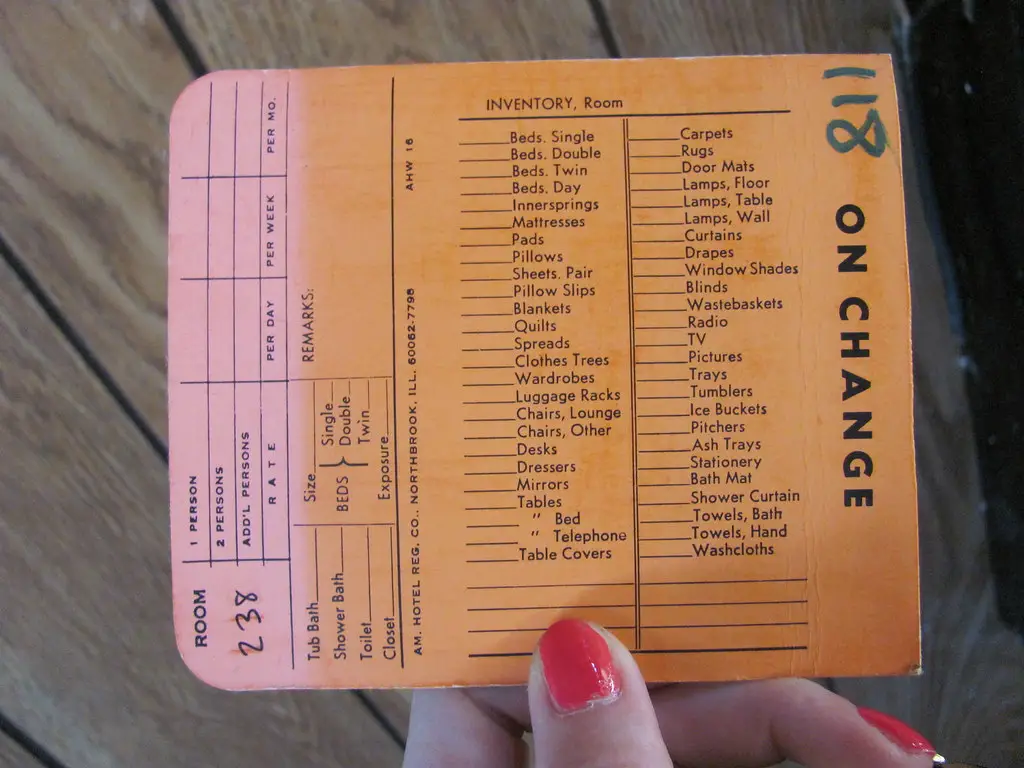 ROOM
238
1 PERSON
2 PERSONS
ADD'L PERSONS
RATE
PER DAY
PER WEEK
PER MO.
Tub Bath
Shower Bath
Toilet
Closet
Size
BEDS } Single
Double
Twin
Exposure
REMARKS:
AM. HOTEL REG. CO., NORTHBROOK, ILL. 60062-7798
AHW 16
INVENTORY, Room
Beds. Single
Beds. Double
Beds. Twin
Beds. Day
Innersprings
Mattresses
Pads
Pillows
Sheets. Pair
Pillow Slips
Blankets
Quilts
Spreads
Clothes Trees
Wardrobes
Luggage Racks
Chairs, Lounge
Chairs, Other
Desks
Dressers
Mirrors
Tables
" Bed
" Telephone
Table Covers
Carpets
Rugs
Door Mats
Lamps, Floor
Lamps, Table
Lamps, Wall
Curtains
Drapes
Window Shades
Blinds
Wastebaskets
Radio
TV
Pictures
Trays
Tumblers
Ice Buckets
Pitchers
Ash Trays
Stationery
Bath Mat
Shower Curtain
Towels, Bath
Towels, Hand
Washcloths
118
ON CHANGE